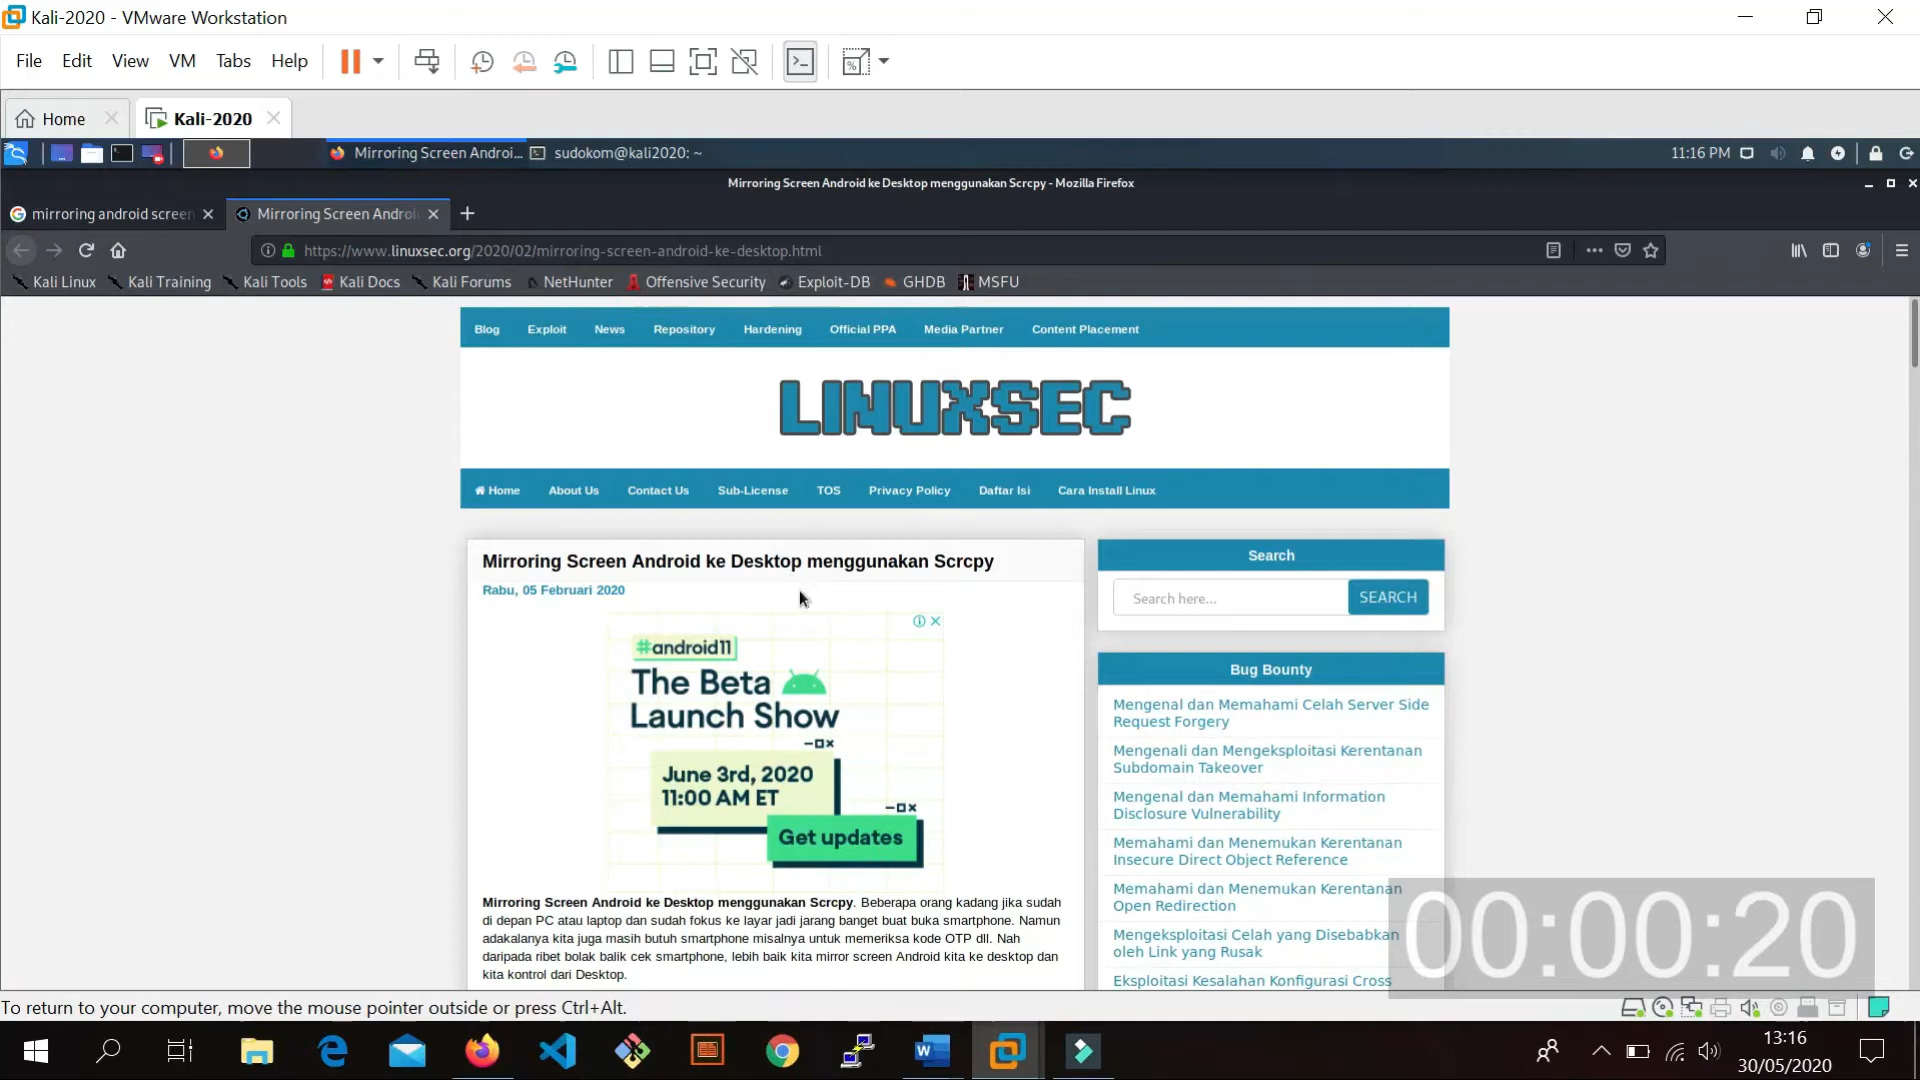 Kali-2020 - VMware Workstation
File Edit View VM Tabs Help
Home Kali-2020
Mirroring Screen Androi... sudokom@kali2020: ~ 11:16 PM
Mirroring Screen Android ke Desktop menggunakan Scrcpy - Mozilla Firefox
mirroring android screen Mirroring Screen Androi
https://www.linuxsec.org/2020/02/mirroring-screen-android-ke-desktop.html
Kali Linux Kali Training Kali Tools Kali Docs Kali Forums NetHunter Offensive Security Exploit-DB GHDB MSFU
Blog Exploit News Repository Hardening Official PPA Media Partner Content Placement
LINUXSEC
Home About Us Contact Us Sub-License TOS Privacy Policy Daftar Isi Cara Install Linux
Mirroring Screen Android ke Desktop menggunakan Scrcpy
Rabu, 05 Februari 2020
#android11
The Beta
Launch Show
June 3rd, 2020
11:00 AM ET
Get updates
Mirroring Screen Android ke Desktop menggunakan Scrcpy. Beberapa orang kadang jika sudah
di depan PC atau laptop dan sudah fokus ke layar jadi jarang banget buat buka smartphone. Namun
adakalanya kita juga masih butuh smartphone misalnya untuk memeriksa kode OTP dll. Nah
daripada ribet bolak balik cek smartphone, lebih baik kita mirror screen Android kita ke desktop dan
kita kontrol dari Desktop.
Search
Search here... SEARCH
Bug Bounty
Mengenal dan Memahami Celah Server Side
Request Forgery
Mengenali dan Mengeksploitasi Kerentanan
Subdomain Takeover
Mengenal dan Memahami Information
Disclosure Vulnerability
Memahami dan Menemukan Kerentanan
Insecure Direct Object Reference
Memahami dan Menemukan Kerentanan
Open Redirection
Mengeksploitasi Celah yang Disebabkan
oleh Link yang Rusak
Eksploitasi Kesalahan Konfigurasi Cross
00:00:20
To return to your computer, move the mouse pointer outside or press Ctrl+Alt.
13:16
30/05/2020